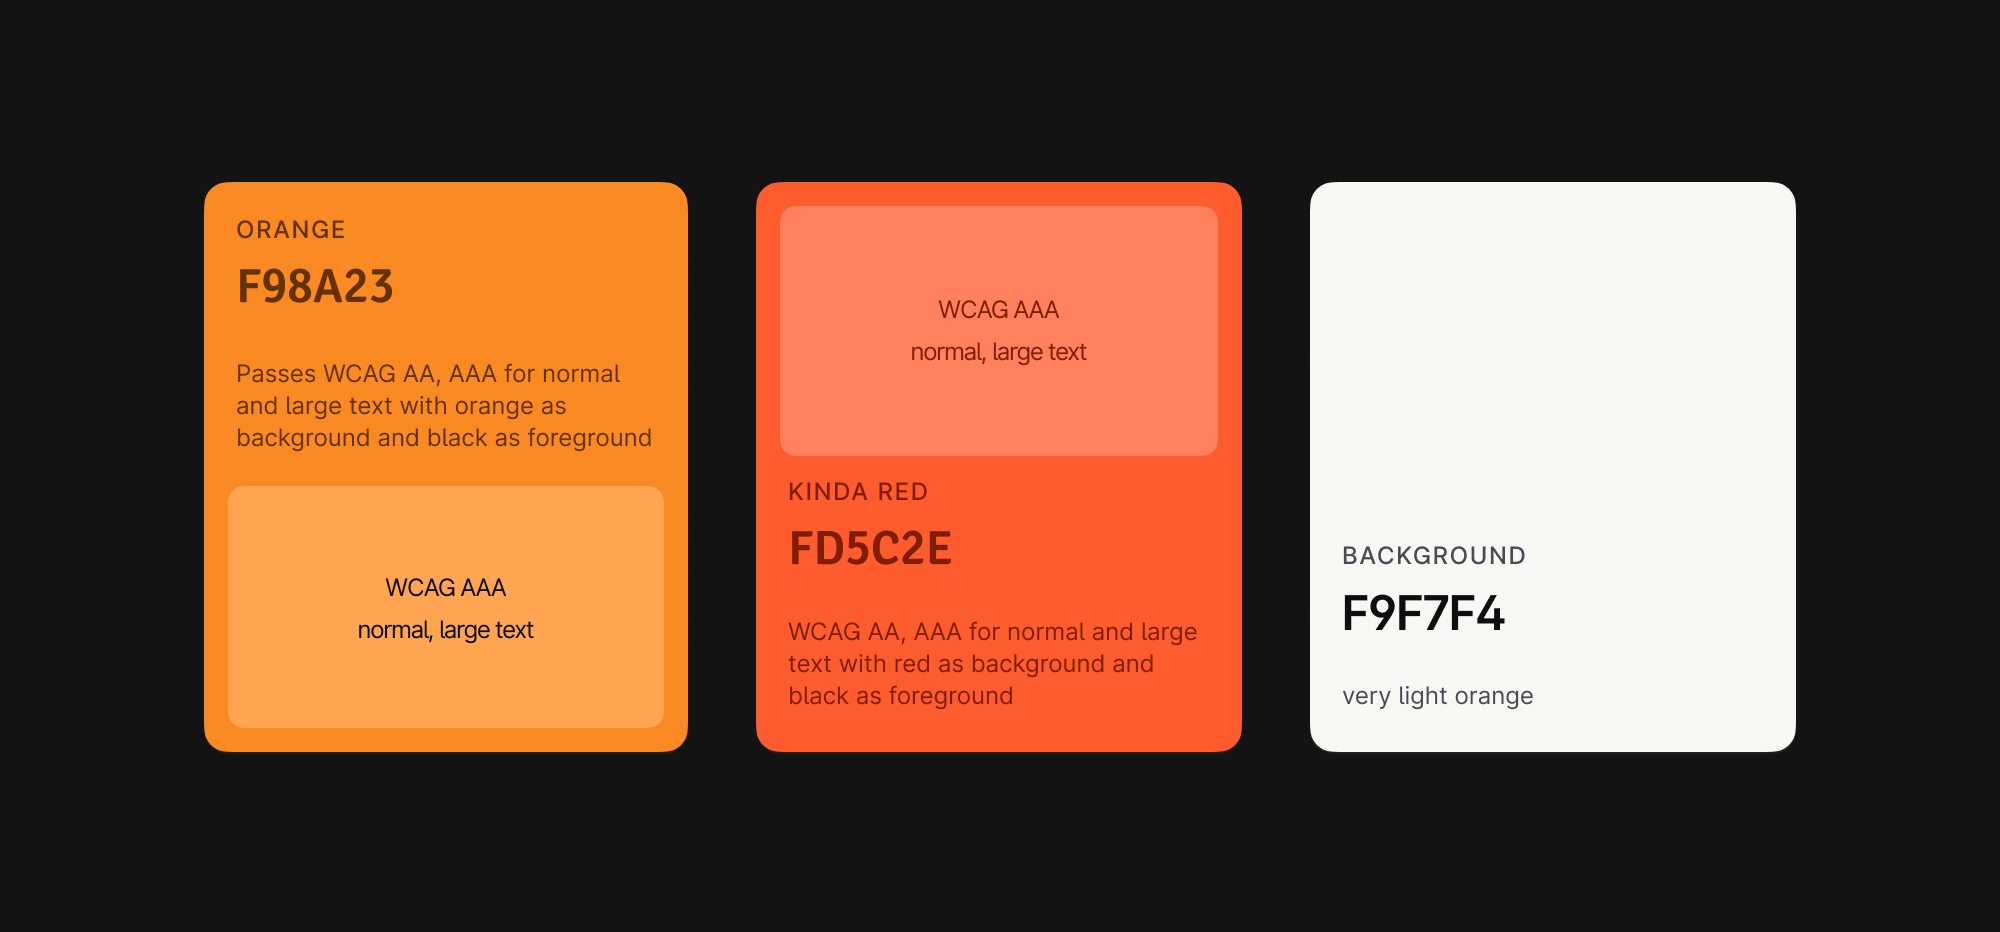 ORANGE
F98A23
Passes WCAG AA, AAA for normal
and large text with orange as
background and black as foreground
WCAG AAA
normal, large text
WCAG AAA
normal, large text
KINDA RED
FD5C2E
WCAG AA, AAA for normal and large
text with red as background and
black as foreground
BACKGROUND
F9F7F4
very light orange